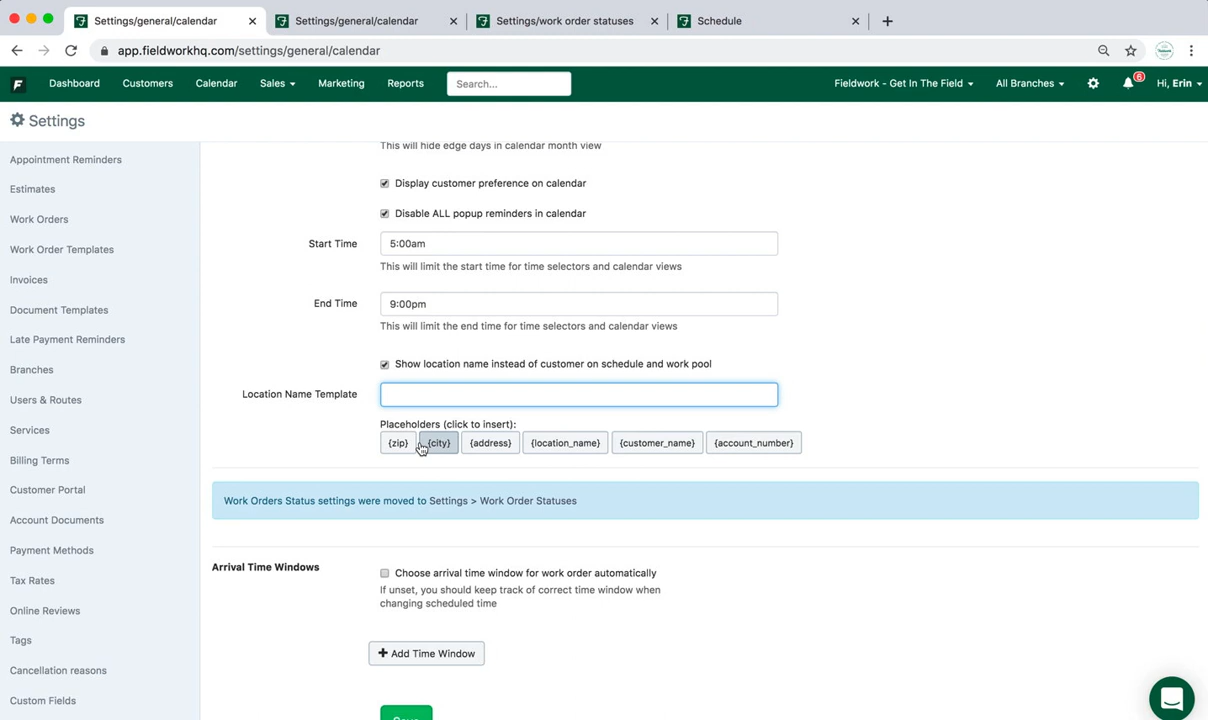 Settings/general/calendar
Settings/general/calendar
Settings/work order statuses
Schedule
app.fieldworkhq.com/settings/general/calendar
Dashboard
Customers
Calendar
Sales
Marketing
Reports
Search...
Fieldwork - Get In The Field
All Branches
6
Hi, Erin
Settings
Appointment Reminders
Estimates
Work Orders
Work Order Templates
Invoices
Document Templates
Late Payment Reminders
Branches
Users & Routes
Services
Billing Terms
Customer Portal
Account Documents
Payment Methods
Tax Rates
Online Reviews
Tags
Cancellation reasons
Custom Fields
This will hide edge days in calendar month view
Display customer preference on calendar
Disable ALL popup reminders in calendar
Start Time
5:00am
This will limit the start time for time selectors and calendar views
End Time
9:00pm
This will limit the end time for time selectors and calendar views
Show location name instead of customer on schedule and work pool
Location Name Template
Placeholders (click to insert):
{zip} {city} {address} {location_name} {customer_name} {account_number}
Work Orders Status settings were moved to Settings > Work Order Statuses
Arrival Time Windows
Choose arrival time window for work order automatically
If unset, you should keep track of correct time window when
changing scheduled time
+ Add Time Window
Save